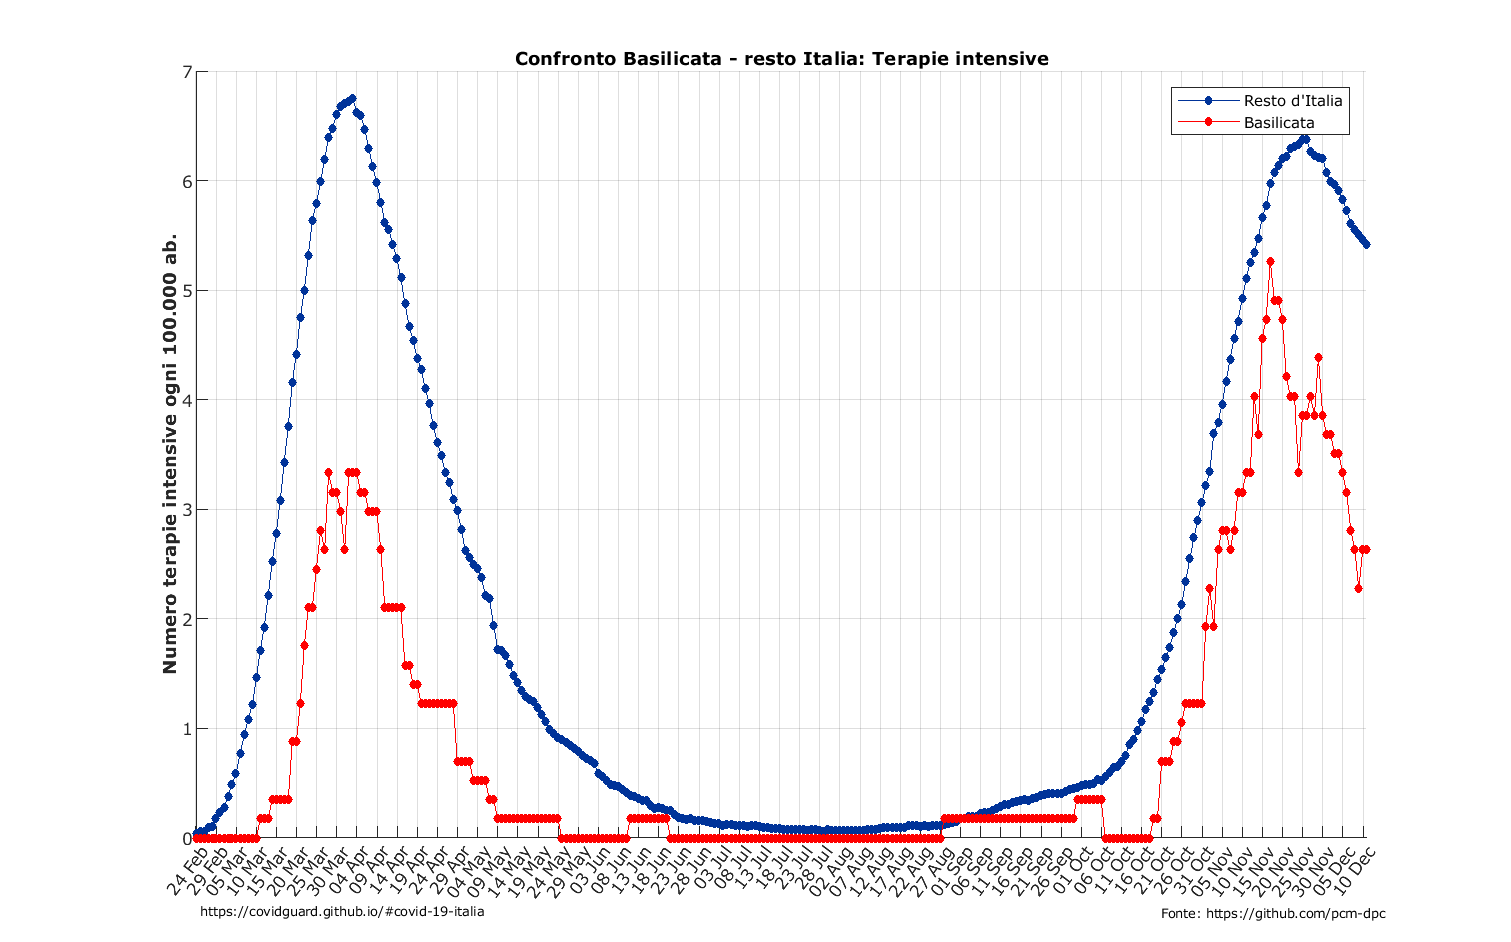 Confronto Basilicata - resto Italia: Terapie intensive
Resto d'Italia
Basilicata
Numero terapie intensive ogni 100.000 ab.
7
6
5
4
3
2
1
0
24 Feb
29 Feb
05 Mar
10 Mar
15 Mar
20 Mar
25 Mar
30 Mar
04 Apr
09 Apr
14 Apr
19 Apr
24 Apr
29 Apr
04 May
09 May
14 May
19 May
24 May
29 May
03 Jun
08 Jun
13 Jun
18 Jun
23 Jun
28 Jun
03 Jul
08 Jul
13 Jul
18 Jul
23 Jul
28 Jul
02 Aug
07 Aug
12 Aug
17 Aug
22 Aug
27 Aug
01 Sep
06 Sep
11 Sep
16 Sep
21 Sep
26 Sep
01 Oct
06 Oct
11 Oct
16 Oct
21 Oct
26 Oct
31 Oct
05 Nov
10 Nov
15 Nov
20 Nov
25 Nov
30 Nov
05 Dec
10 Dec
https://covidguard.github.io/#covid-19-italia
Fonte: https://github.com/pcm-dpc